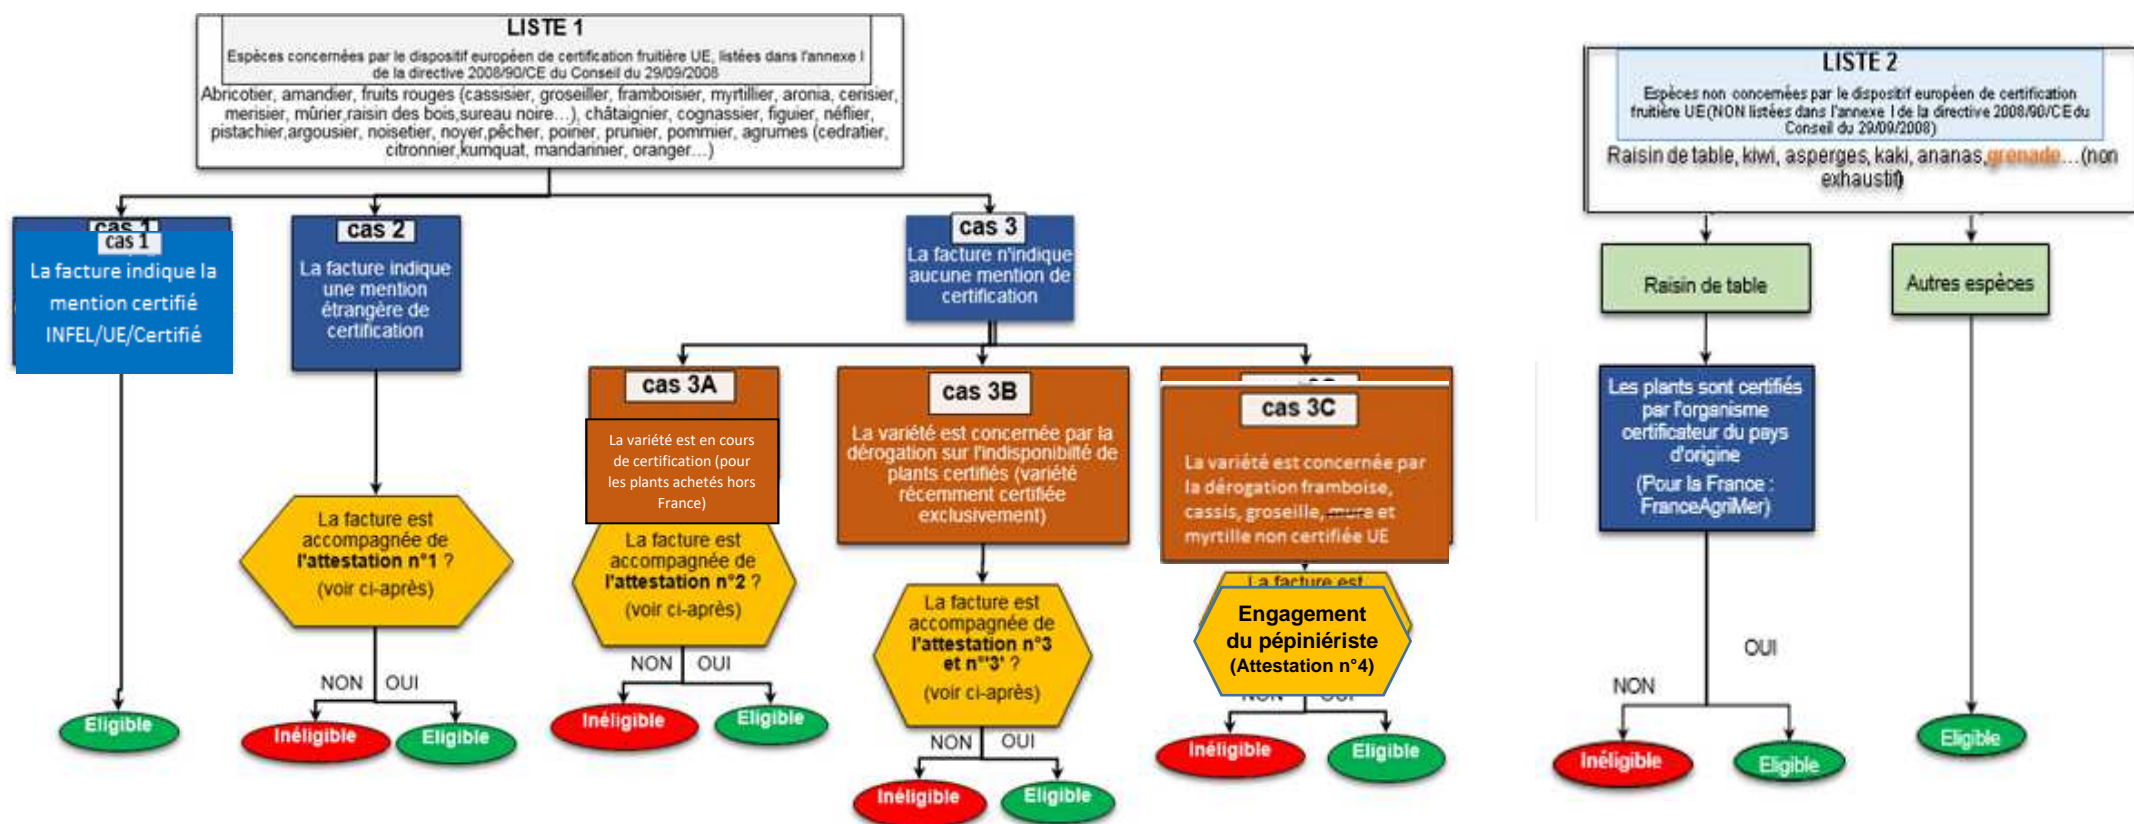 LISTE 1
Espèces concernées par le dispositif européen de certification fruitière UE, listées dans l'annexe I
de la directive 2008/90/CE du Conseil du 29/09/2008
Abricotier, amandier, fruits rouges (cassisier, groseiller, framboisier, myrtillier, aronia, cerisier,
merisier, mûrier,raisin des bois,sureau noire...), châtaignier, cognassier, figuier, néflier,
pistachier,argousier, noisetier, noyer,pêcher, poirier, prunier, pommier, agrumes (cedratier,
citronnier,kumquat, mandarinier, oranger...)
cas 1
cas 1
La facture indique la
mention certifié
INFEL/UE/Certifié
Eligible
cas 2
La facture indique
une mention
étrangère de
certification
La facture est
accompagnée de
l'attestation n°1 ?
(voir ci-après)
NON
OUI
Inéligible
Eligible
cas 3
La facture n'indique
aucune mention de
certification
cas 3A
La variété est en cours
de certification (pour
les plants achetés hors
France)
La facture est
accompagnée de
l'attestation n°2 ?
(voir ci-après)
NON
OUI
Inéligible
Eligible
cas 3B
La variété est concernée par la
dérogation sur l'indisponibilté de
plants certifiés (variété
récemment certifiée
exclusivement)
La facture est
accompagnée de
l'attestation n°3
et n°'3' ?
(voir ci-après)
NON
OUI
Inéligible
Eligible
cas 3C
La variété est concernée par
la dérogation framboise,
cassis, groseille, mure et
myrtille non certifiée UE
La facture est
Engagement
du pépiniériste
(Attestation n°4)
NON
OUI
Inéligible
Eligible
LISTE 2
Espèces non concernées par le dispositif européen de certification
fruitière UE(NON listées dans l'annexe I de la directive 2008/90/CE du
Conseil du 29/09/2008)
Raisin de table, kiwi, asperges, kaki, ananas,grenade...(non
exhaustif)
Raisin de table
Les plants sont certifiés
par l'organisme
certificateur du pays
d'origine
(Pour la France :
FranceAgriMer)
NON
OUI
Inéligible
Eligible
Autres espèces
Eligible